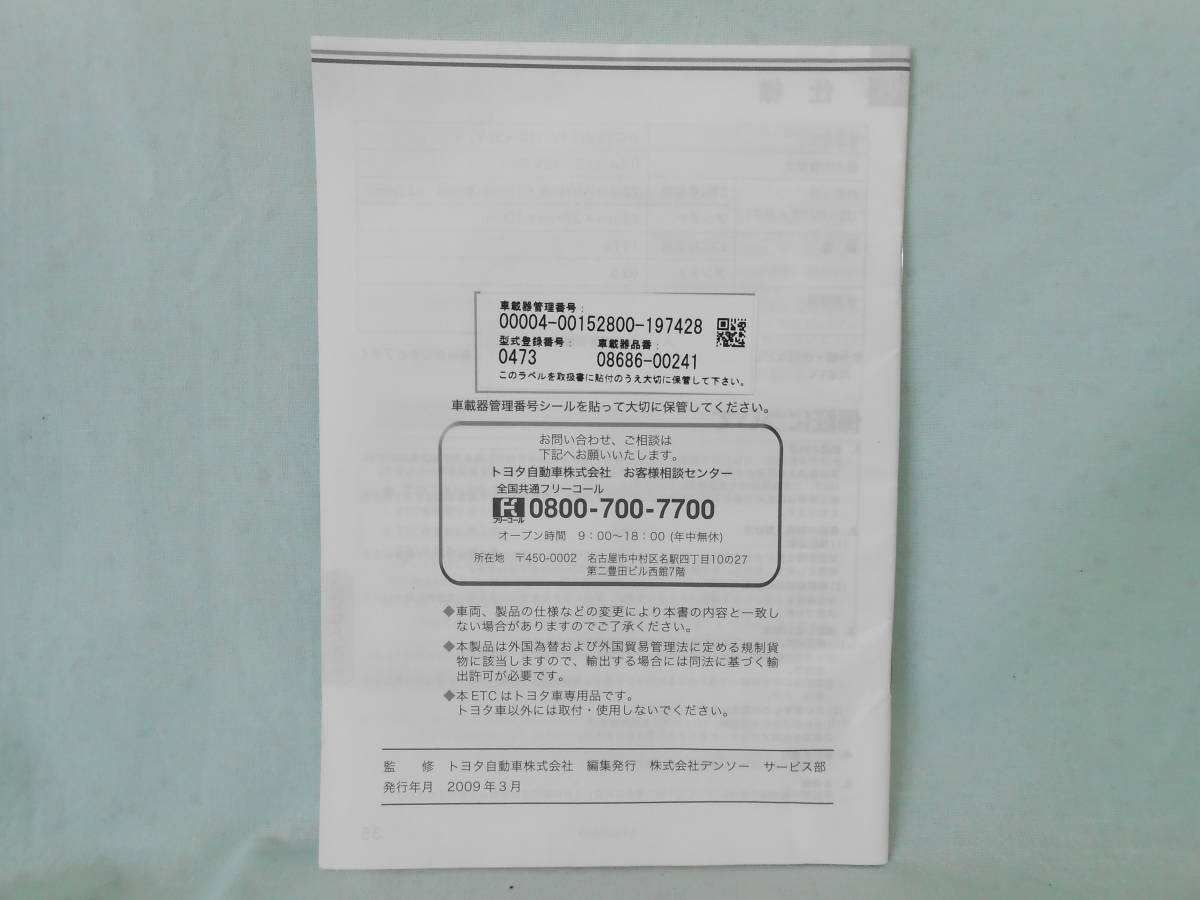 仕様
車載器管理番号:
00004-00152800-197428
型式登録番号: 車載器品番:
0473 08686-00241
このラベルを取扱書に貼付のうえ大切に保管して下さい。
車載器管理番号シールを貼って大切に保管してください。
お問い合わせ、ご相談は
下記へお願いいたします。
トヨタ自動車株式会社 お客様相談センター
全国共通フリーコール
フリーコール 0800-700-7700
オープン時間 9:00〜18:00 (年中無休)
所在地 〒450-0002 名古屋市中村区名駅四丁目10の27
第二豊田ビル西館7階
◆車両、製品の仕様などの変更により本書の内容と一致し
ない場合がありますのでご了承ください。
◆本製品は外国為替および外国貿易管理法に定める規制貨
物に該当しますので、輸出する場合には同法に基づく輸
出許可が必要です。
◆本ETCはトヨタ車専用品です。
トヨタ車以外には取付・使用しないでください。
監 修 トヨタ自動車株式会社 編集発行 株式会社デンソー サービス部
発行年月 2009年3月
35